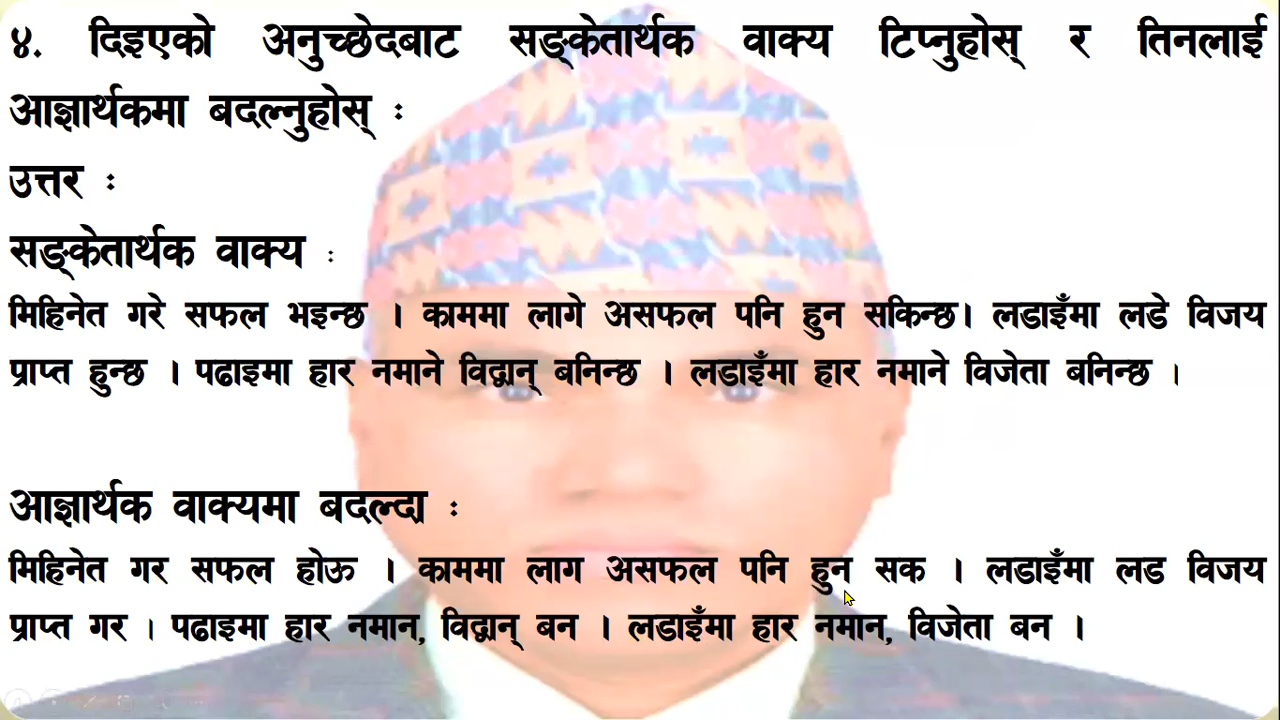 ४. दिइएको अनुच्छेदबाट सङ्केतार्थक वाक्य टिप्नुहोस् र तिनलाई
आज्ञार्थकमा बदल्नुहोस् :
उत्तर :
सङ्केतार्थक वाक्य :
मिहिनेत गरे सफल भइन्छ । काममा लागे असफल पनि हुन सकिन्छ। लडाइँमा लडे विजय
प्राप्त हुन्छ । पढाइमा हार नमाने विद्वान् बनिन्छ । लडाइँमा हार नमाने विजेता बनिन्छ ।
आज्ञार्थक वाक्यमा बदल्दा :
मिहिनेत गर सफल होऊ । काममा लाग असफल पनि हुन सक । लडाइँमा लड विजय
प्राप्त गर । पढाइमा हार नमान, विद्वान् बन । लडाइँमा हार नमान, विजेता बन ।